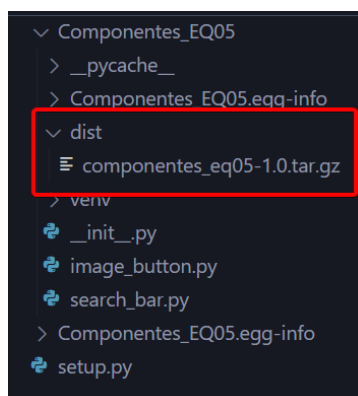 Componentes_EQ05
__pycache__
Componentes_EQ05.egg-info
dist
componentes_eq05-1.0.tar.gz
venv
__init__.py
image_button.py
search_bar.py
Componentes_EQ05.egg-info
setup.py